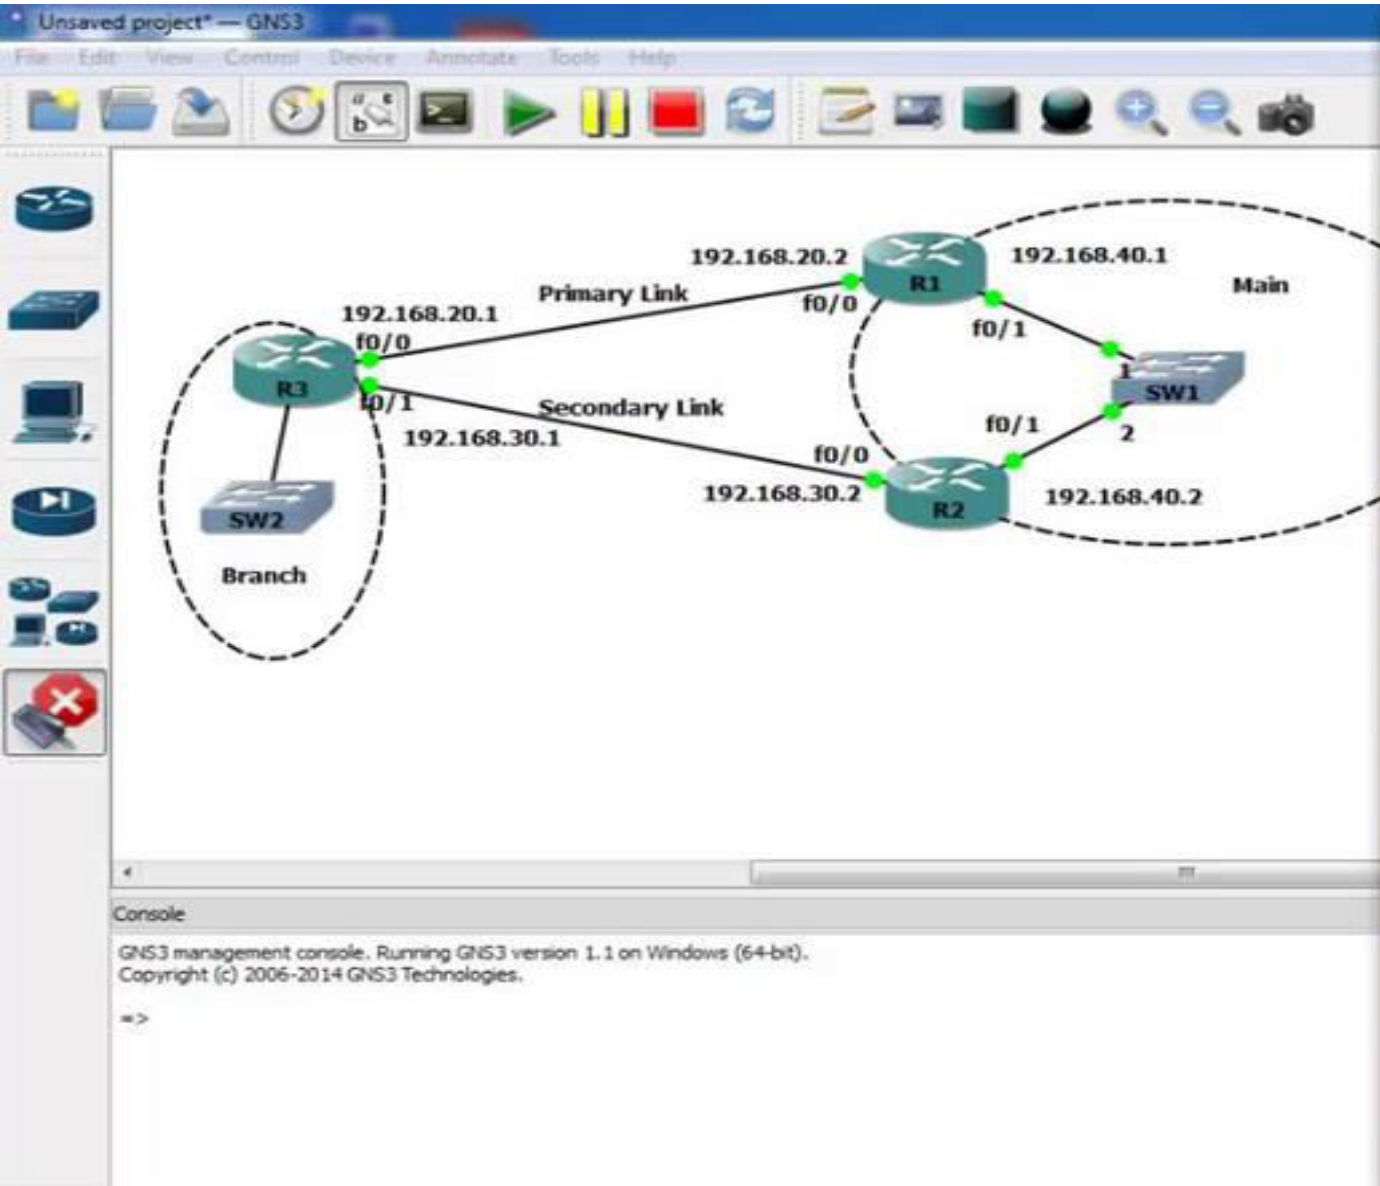 Unsaved project* — GNS3
File Edit View Control Device Annotate Tools Help
192.168.20.2
192.168.40.1
R1
Main
Primary Link
f0/0
192.168.20.1
f0/1
f0/0
R3
1
SW1
f0/1
Secondary Link
f0/1
2
192.168.30.1
f0/0
192.168.30.2
192.168.40.2
R2
SW2
Branch
Console
GNS3 management console. Running GNS3 version 1.1 on Windows (64-bit).
Copyright (c) 2006-2014 GNS3 Technologies.
=>